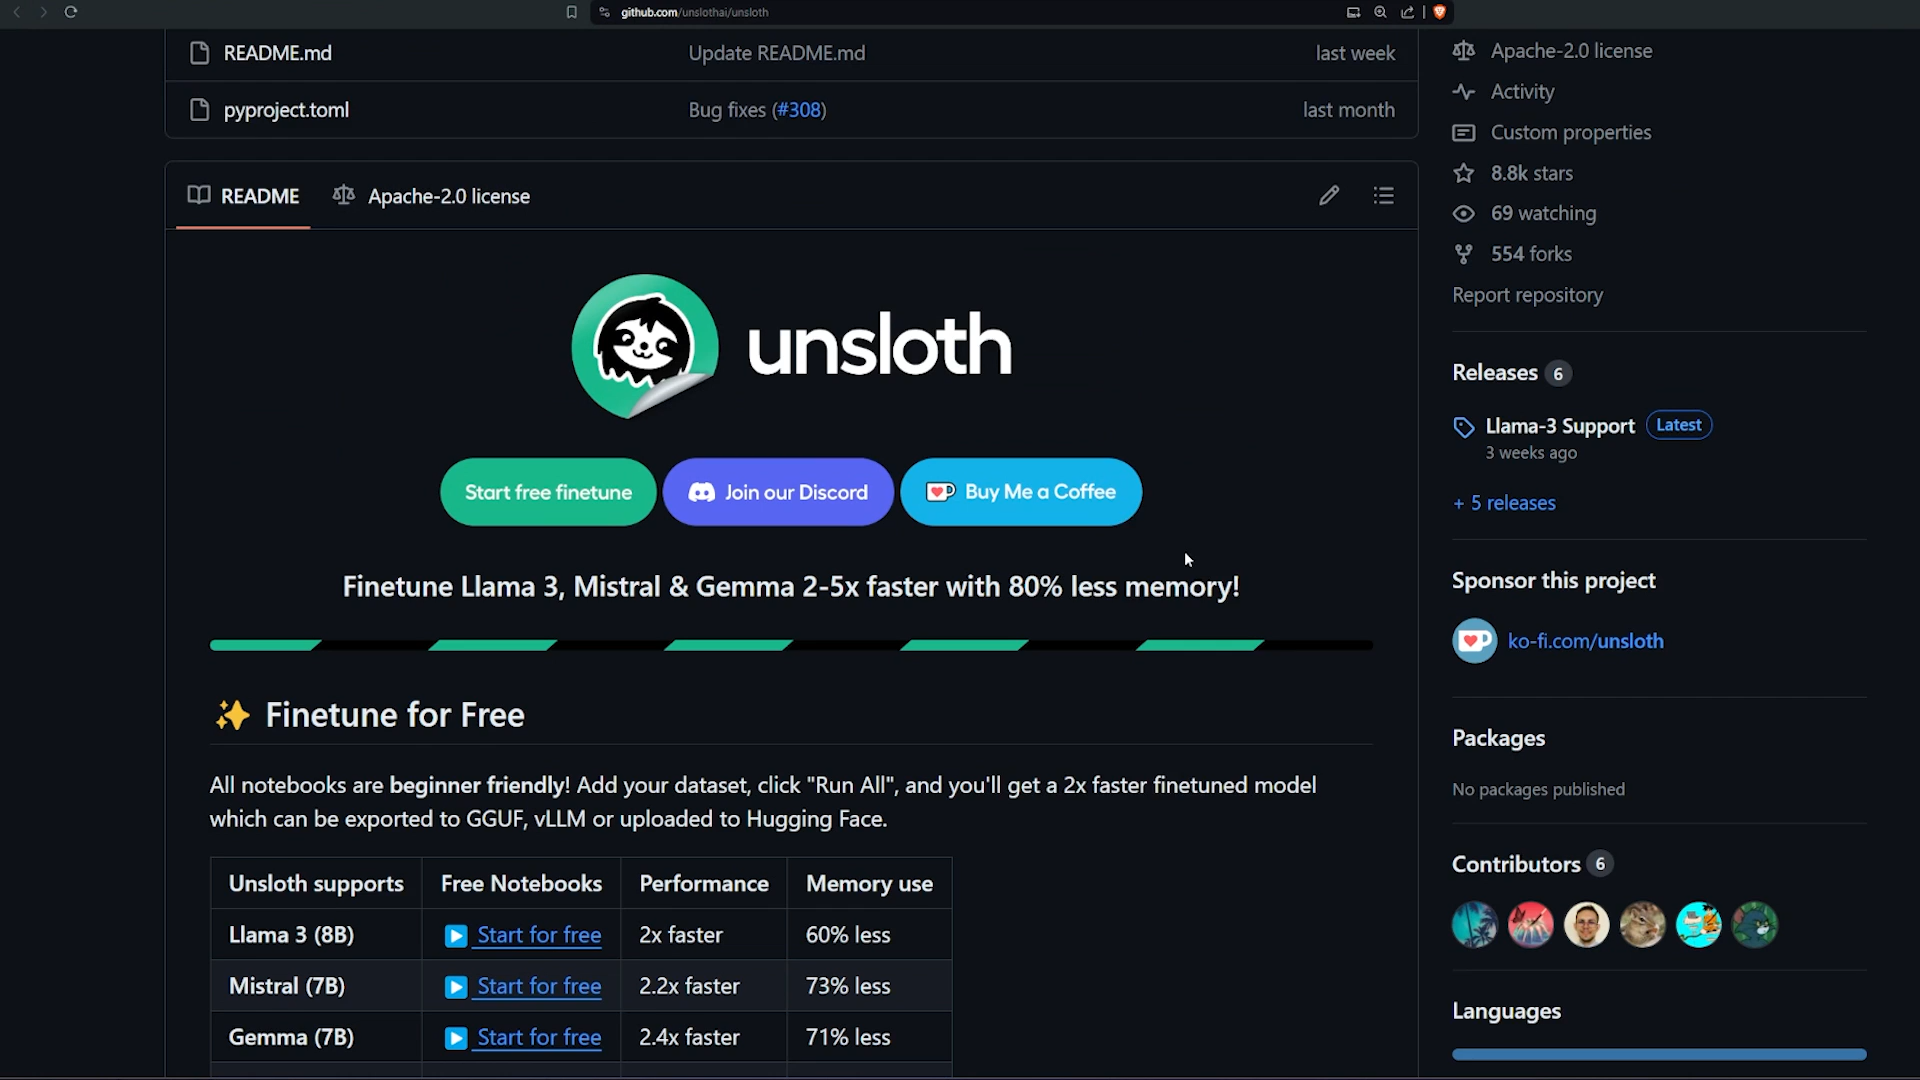 github.com/unslothai/unsloth
README.md Update README.md last week
pyproject.toml Bug fixes (#308) last month
README Apache-2.0 license
unsloth
Start free finetune Join our Discord Buy Me a Coffee
Finetune Llama 3, Mistral & Gemma 2-5x faster with 80% less memory!
✨ Finetune for Free
All notebooks are beginner friendly! Add your dataset, click "Run All", and you'll get a 2x faster finetuned model
which can be exported to GGUF, vLLM or uploaded to Hugging Face.
Unsloth supports Free Notebooks Performance Memory use
Llama 3 (8B) ▶️ Start for free 2x faster 60% less
Mistral (7B) ▶️ Start for free 2.2x faster 73% less
Gemma (7B) ▶️ Start for free 2.4x faster 71% less
Apache-2.0 license
Activity
Custom properties
8.8k stars
69 watching
554 forks
Report repository
Releases 6
Llama-3 Support Latest
3 weeks ago
+ 5 releases
Sponsor this project
ko-fi.com/unsloth
Packages
No packages published
Contributors 6
Languages